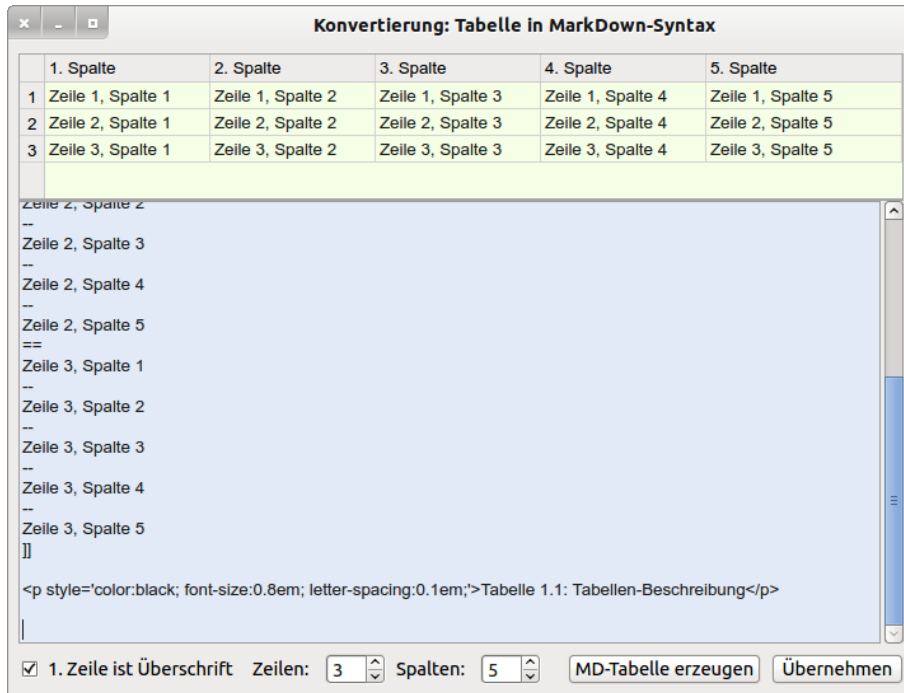 Konvertierung: Tabelle in MarkDown-Syntax
1. Spalte 2. Spalte 3. Spalte 4. Spalte 5. Spalte
1 Zeile 1, Spalte 1 Zeile 1, Spalte 2 Zeile 1, Spalte 3 Zeile 1, Spalte 4 Zeile 1, Spalte 5
2 Zeile 2, Spalte 1 Zeile 2, Spalte 2 Zeile 2, Spalte 3 Zeile 2, Spalte 4 Zeile 2, Spalte 5
3 Zeile 3, Spalte 1 Zeile 3, Spalte 2 Zeile 3, Spalte 3 Zeile 3, Spalte 4 Zeile 3, Spalte 5
Zeile 2, Spalte 2
--
Zeile 2, Spalte 3
--
Zeile 2, Spalte 4
--
Zeile 2, Spalte 5
==
Zeile 3, Spalte 1
--
Zeile 3, Spalte 2
--
Zeile 3, Spalte 3
--
Zeile 3, Spalte 4
--
Zeile 3, Spalte 5
]]
<p style='color:black; font-size:0.8em; letter-spacing:0.1em;'>Tabelle 1.1: Tabellen-Beschreibung</p>
1. Zeile ist Überschrift Zeilen: 3 Spalten: 5 MD-Tabelle erzeugen Übernehmen